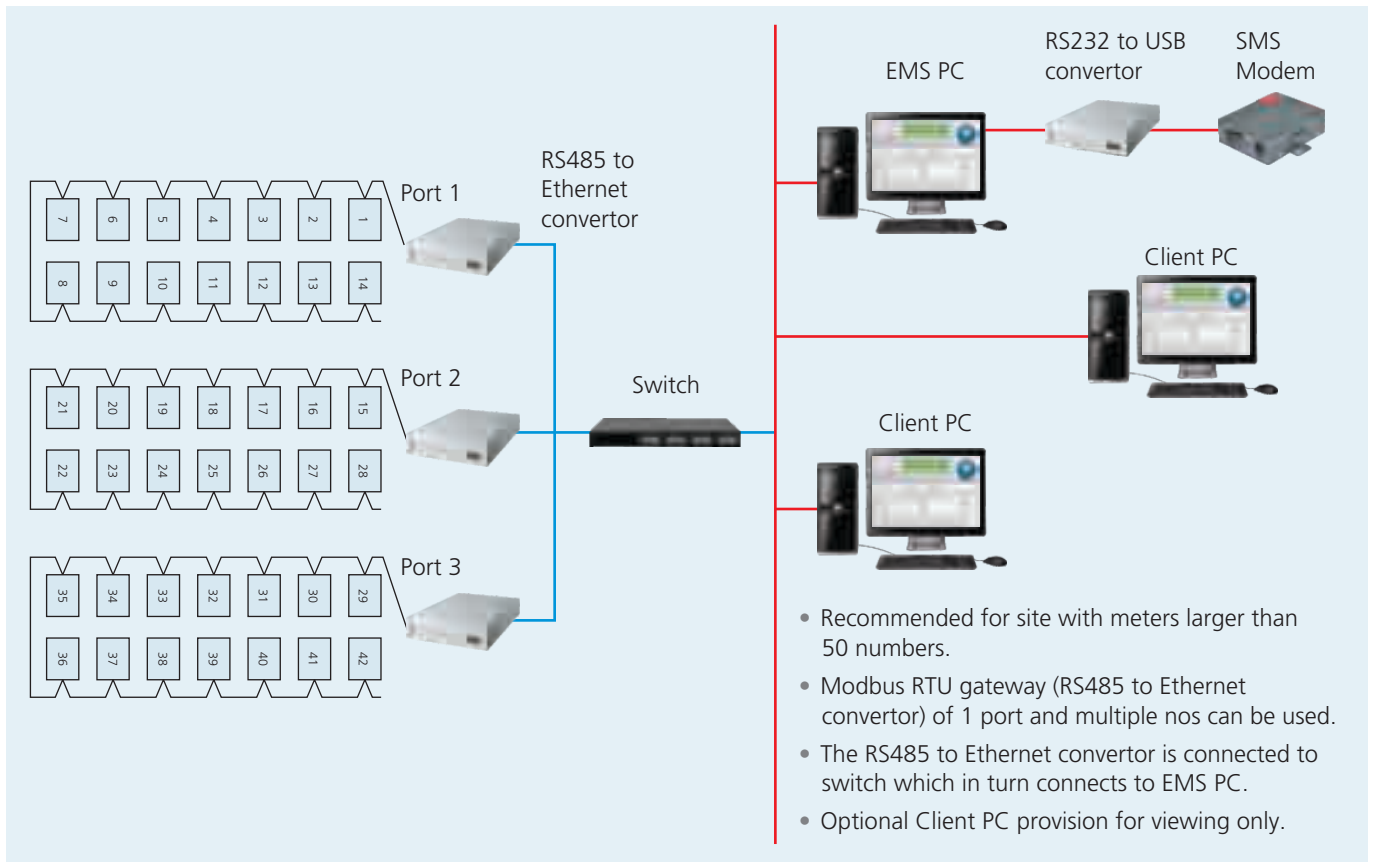 RS232 to USB
convertor
SMS
Modem
EMS PC
RS485 to
Ethernet
convertor
Port 1
7 6 5 4 3 2 1
8 9 10 11 12 13 14
Client PC
Port 2
21 20 19 18 17 16 15
22 23 24 25 26 27 28
Switch
Client PC
Port 3
35 34 33 32 31 30 29
36 37 38 39 40 41 42
• Recommended for site with meters larger than
50 numbers.
• Modbus RTU gateway (RS485 to Ethernet
convertor) of 1 port and multiple nos can be used.
• The RS485 to Ethernet convertor is connected to
switch which in turn connects to EMS PC.
• Optional Client PC provision for viewing only.